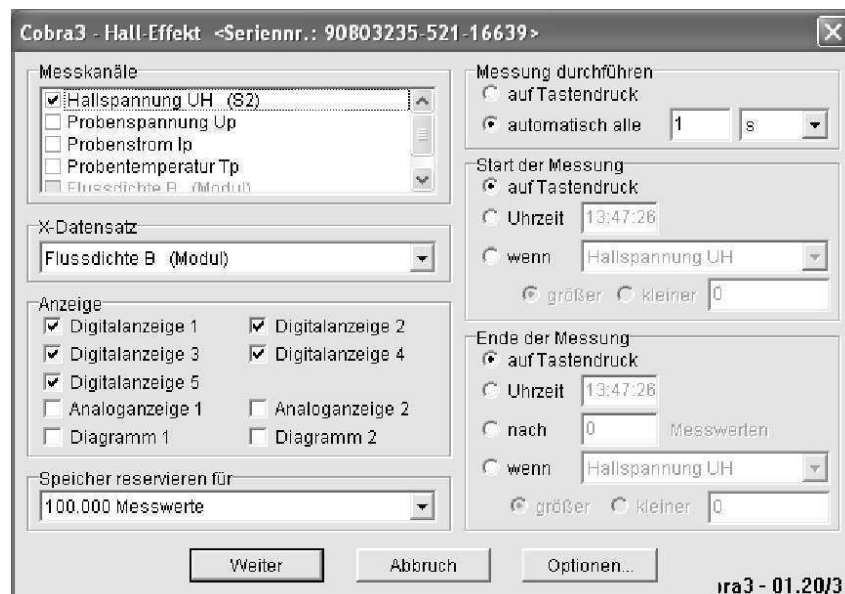 Cobra3 - Hall-Effekt <Seriennr.: 90803235-521-16639>
Messkanäle
Hallspannung UH (S2)
Probenspannung Up
Probenstrom Ip
Probentemperatur Tp
Flussdichte B (Modul)
X-Datensatz
Flussdichte B (Modul)
Anzeige
Digitalanzeige 1
Digitalanzeige 2
Digitalanzeige 3
Digitalanzeige 4
Digitalanzeige 5
Analoganzeige 1
Analoganzeige 2
Diagramm 1
Diagramm 2
Speicher reservieren für
100.000 Messwerte
Messung durchführen
auf Tastendruck
automatisch alle 1 s
Start der Messung
auf Tastendruck
Uhrzeit 13:47:26
wenn Hallspannung UH
größer kleiner 0
Ende der Messung
auf Tastendruck
Uhrzeit 13:47:26
nach 0 Messwerten
wenn Hallspannung UH
größer kleiner 0
Weiter
Abbruch
Optionen...
ra3 - 01.20/3